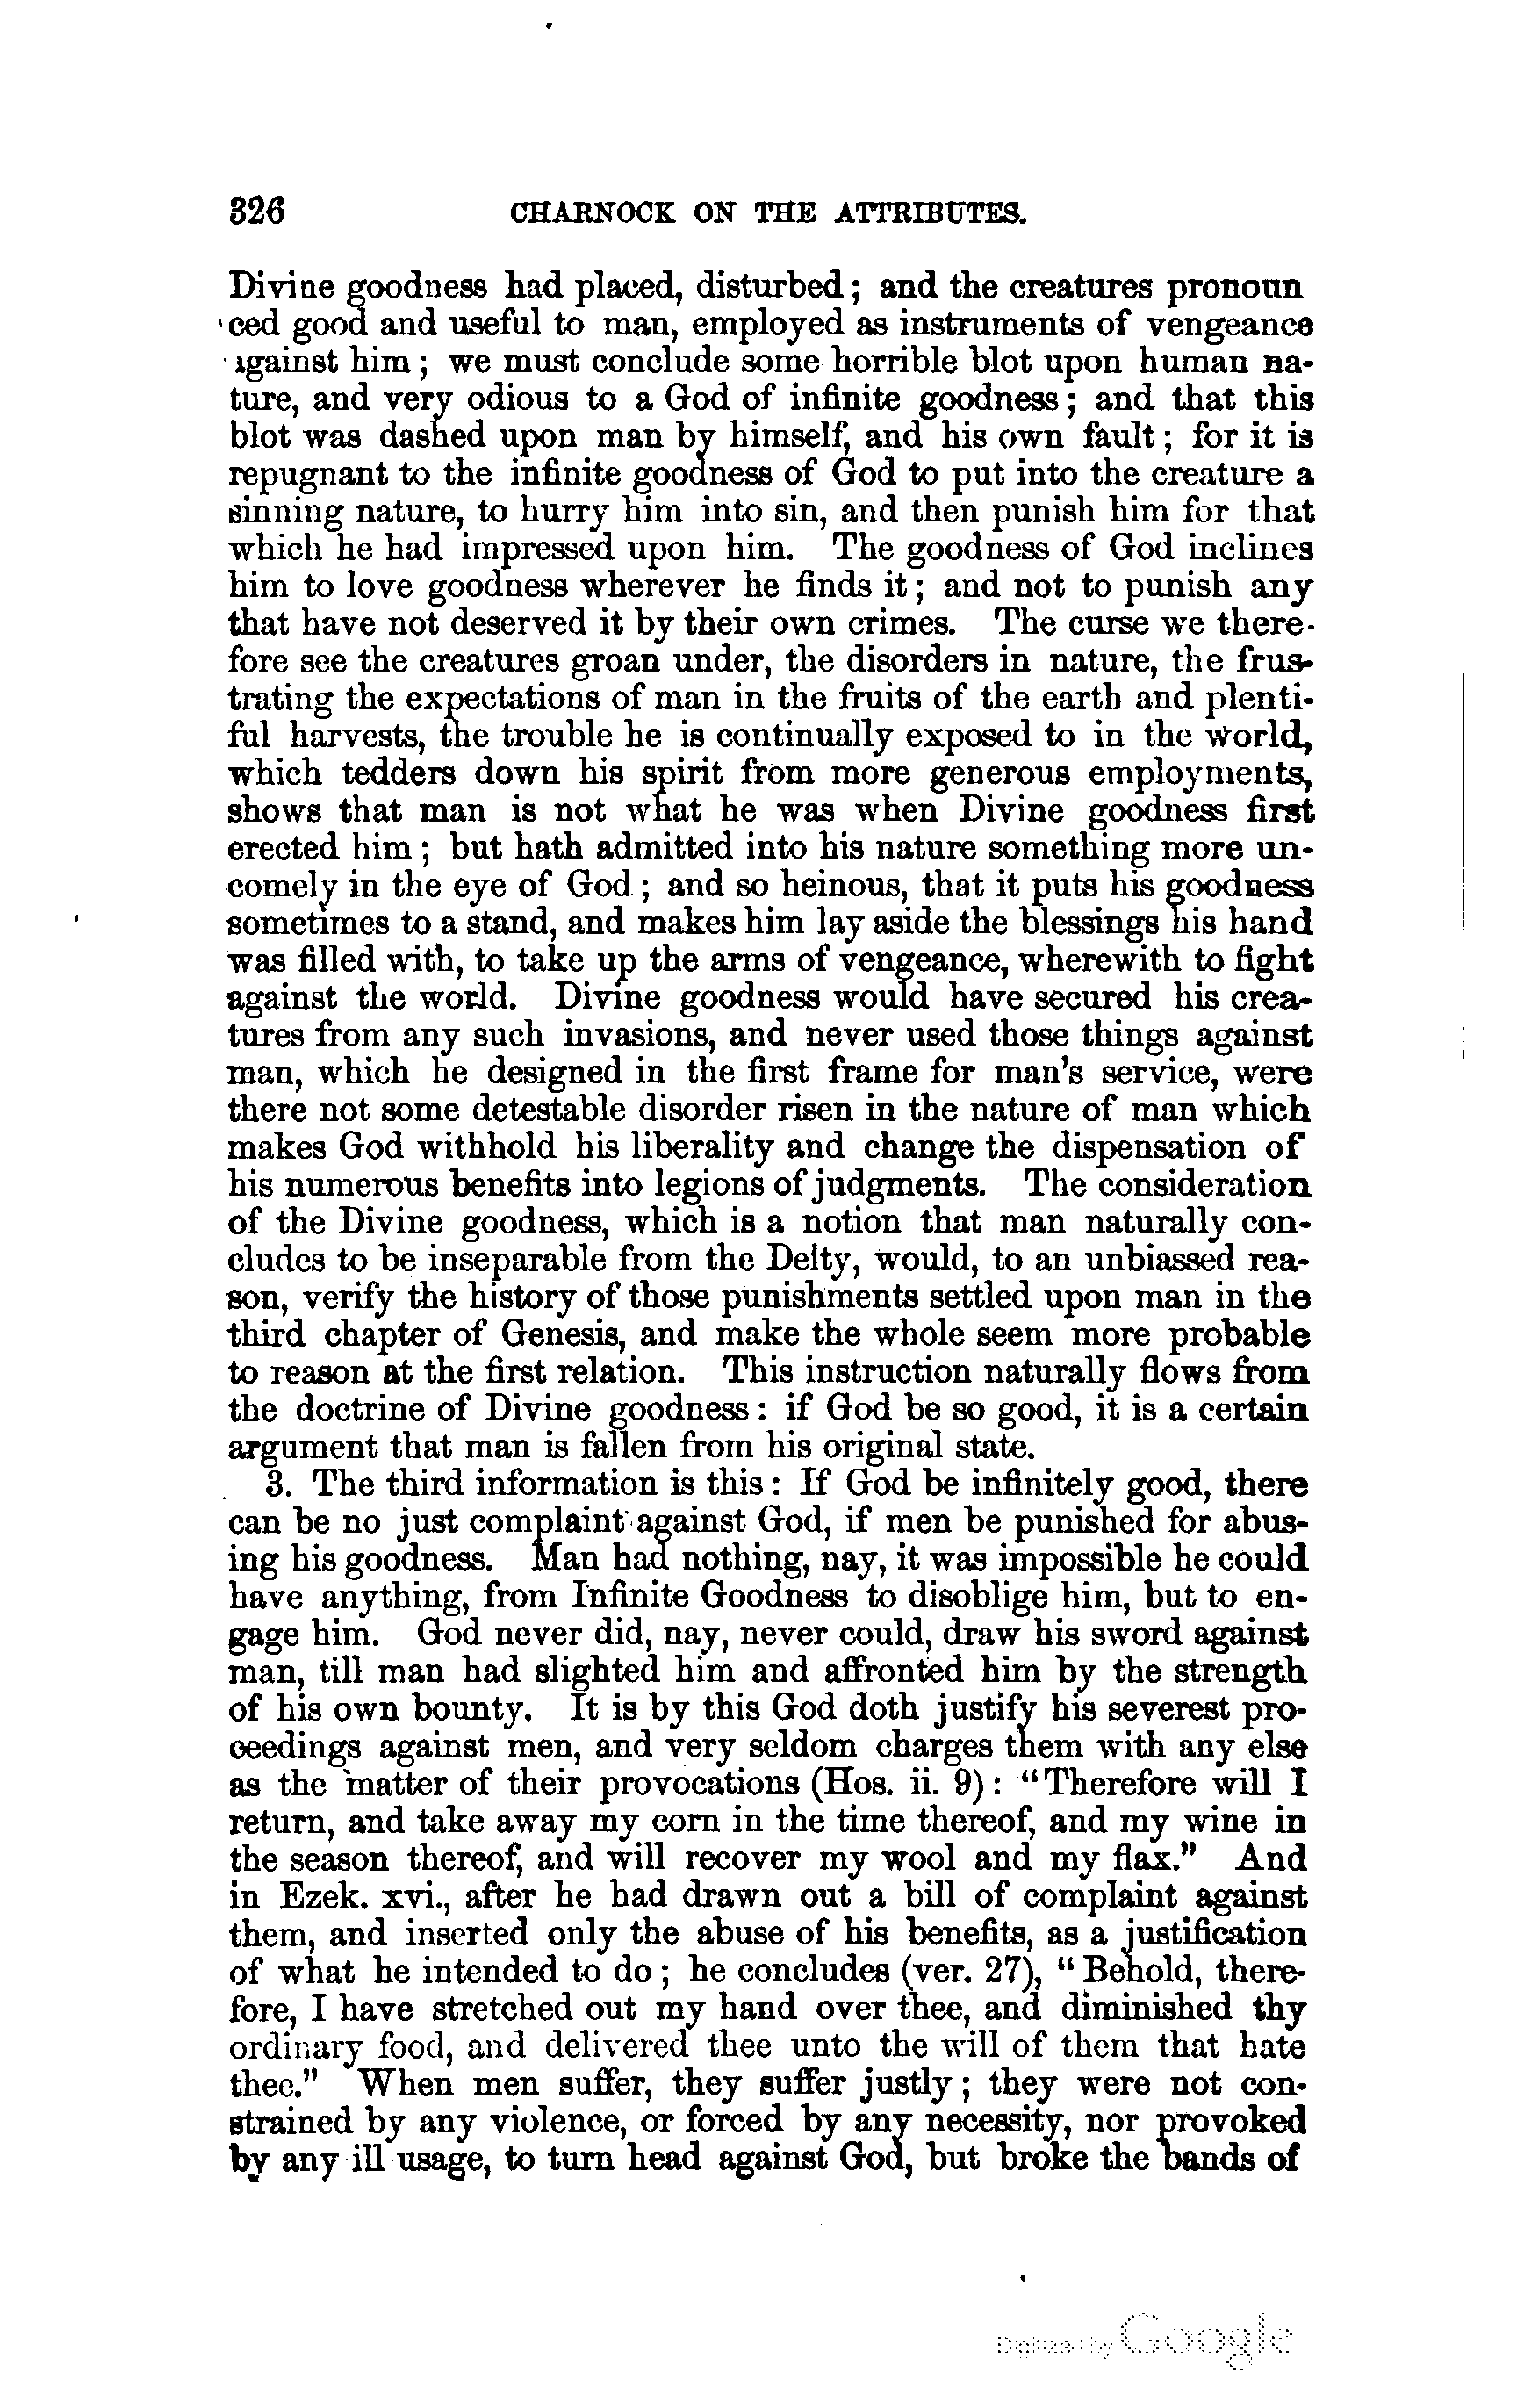 326 CHARNOCK ON THE ATTRIBUTES.
Divine goodness had placed, disturbed; and the creatures pronoun
ced good and useful to man, employed as instruments of vengeance
against him; we must conclude some horrible blot upon human na-
ture, and very odious to a God of infinite goodness; and that this
blot was dashed upon man by himself, and his own fault; for it is
repugnant to the infinite goodness of God to put into the creature a
sinning nature, to hurry him into sin, and then punish him for that
which he had impressed upon him. The goodness of God inclines
him to love goodness wherever he finds it; and not to punish any
that have not deserved it by their own crimes. The curse we there-
fore see the creatures groan under, the disorders in nature, the frus-
trating the expectations of man in the fruits of the earth and plenti-
ful harvests, the trouble he is continually exposed to in the world,
which tedders down his spirit from more generous employments,
shows that man is not what he was when Divine goodness first
erected him; but hath admitted into his nature something more un-
comely in the eye of God; and so heinous, that it puts his goodness
sometimes to a stand, and makes him lay aside the blessings his hand
was filled with, to take up the arms of vengeance, wherewith to fight
against the world. Divine goodness would have secured his crea-
tures from any such invasions, and never used those things against
man, which he designed in the first frame for man's service, were
there not some detestable disorder risen in the nature of man which
makes God withhold his liberality and change the dispensation of
his numerous benefits into legions of judgments. The consideration
of the Divine goodness, which is a notion that man naturally con-
cludes to be inseparable from the Deity, would, to an unbiassed rea-
son, verify the history of those punishments settled upon man in the
third chapter of Genesis, and make the whole seem more probable
to reason at the first relation. This instruction naturally flows from
the doctrine of Divine goodness: if God be so good, it is a certain
argument that man is fallen from his original state.
3. The third information is this: If God be infinitely good, there
can be no just complaint against God, if men be punished for abus-
ing his goodness. Man had nothing, nay, it was impossible he could
have anything, from Infinite Goodness to disoblige him, but to en-
gage him. God never did, nay, never could, draw his sword against
man, till man had slighted him and affronted him by the strength
of his own bounty. It is by this God doth justify his severest pro-
ceedings against men, and very seldom charges them with any else
as the matter of their provocations (Hos. ii. 9): "Therefore will I
return, and take away my corn in the time thereof, and my wine in
the season thereof, and will recover my wool and my flax." And
in Ezek. xvi., after he had drawn out a bill of complaint against
them, and inserted only the abuse of his benefits, as a justification
of what he intended to do; he concludes (ver. 27), "Behold, there-
fore, I have stretched out my hand over thee, and diminished thy
ordinary food, and delivered thee unto the will of them that hate
thee." When men suffer, they suffer justly; they were not con-
strained by any violence, or forced by any necessity, nor provoked
by any ill usage, to turn head against God, but broke the bands of
Digitized by Google